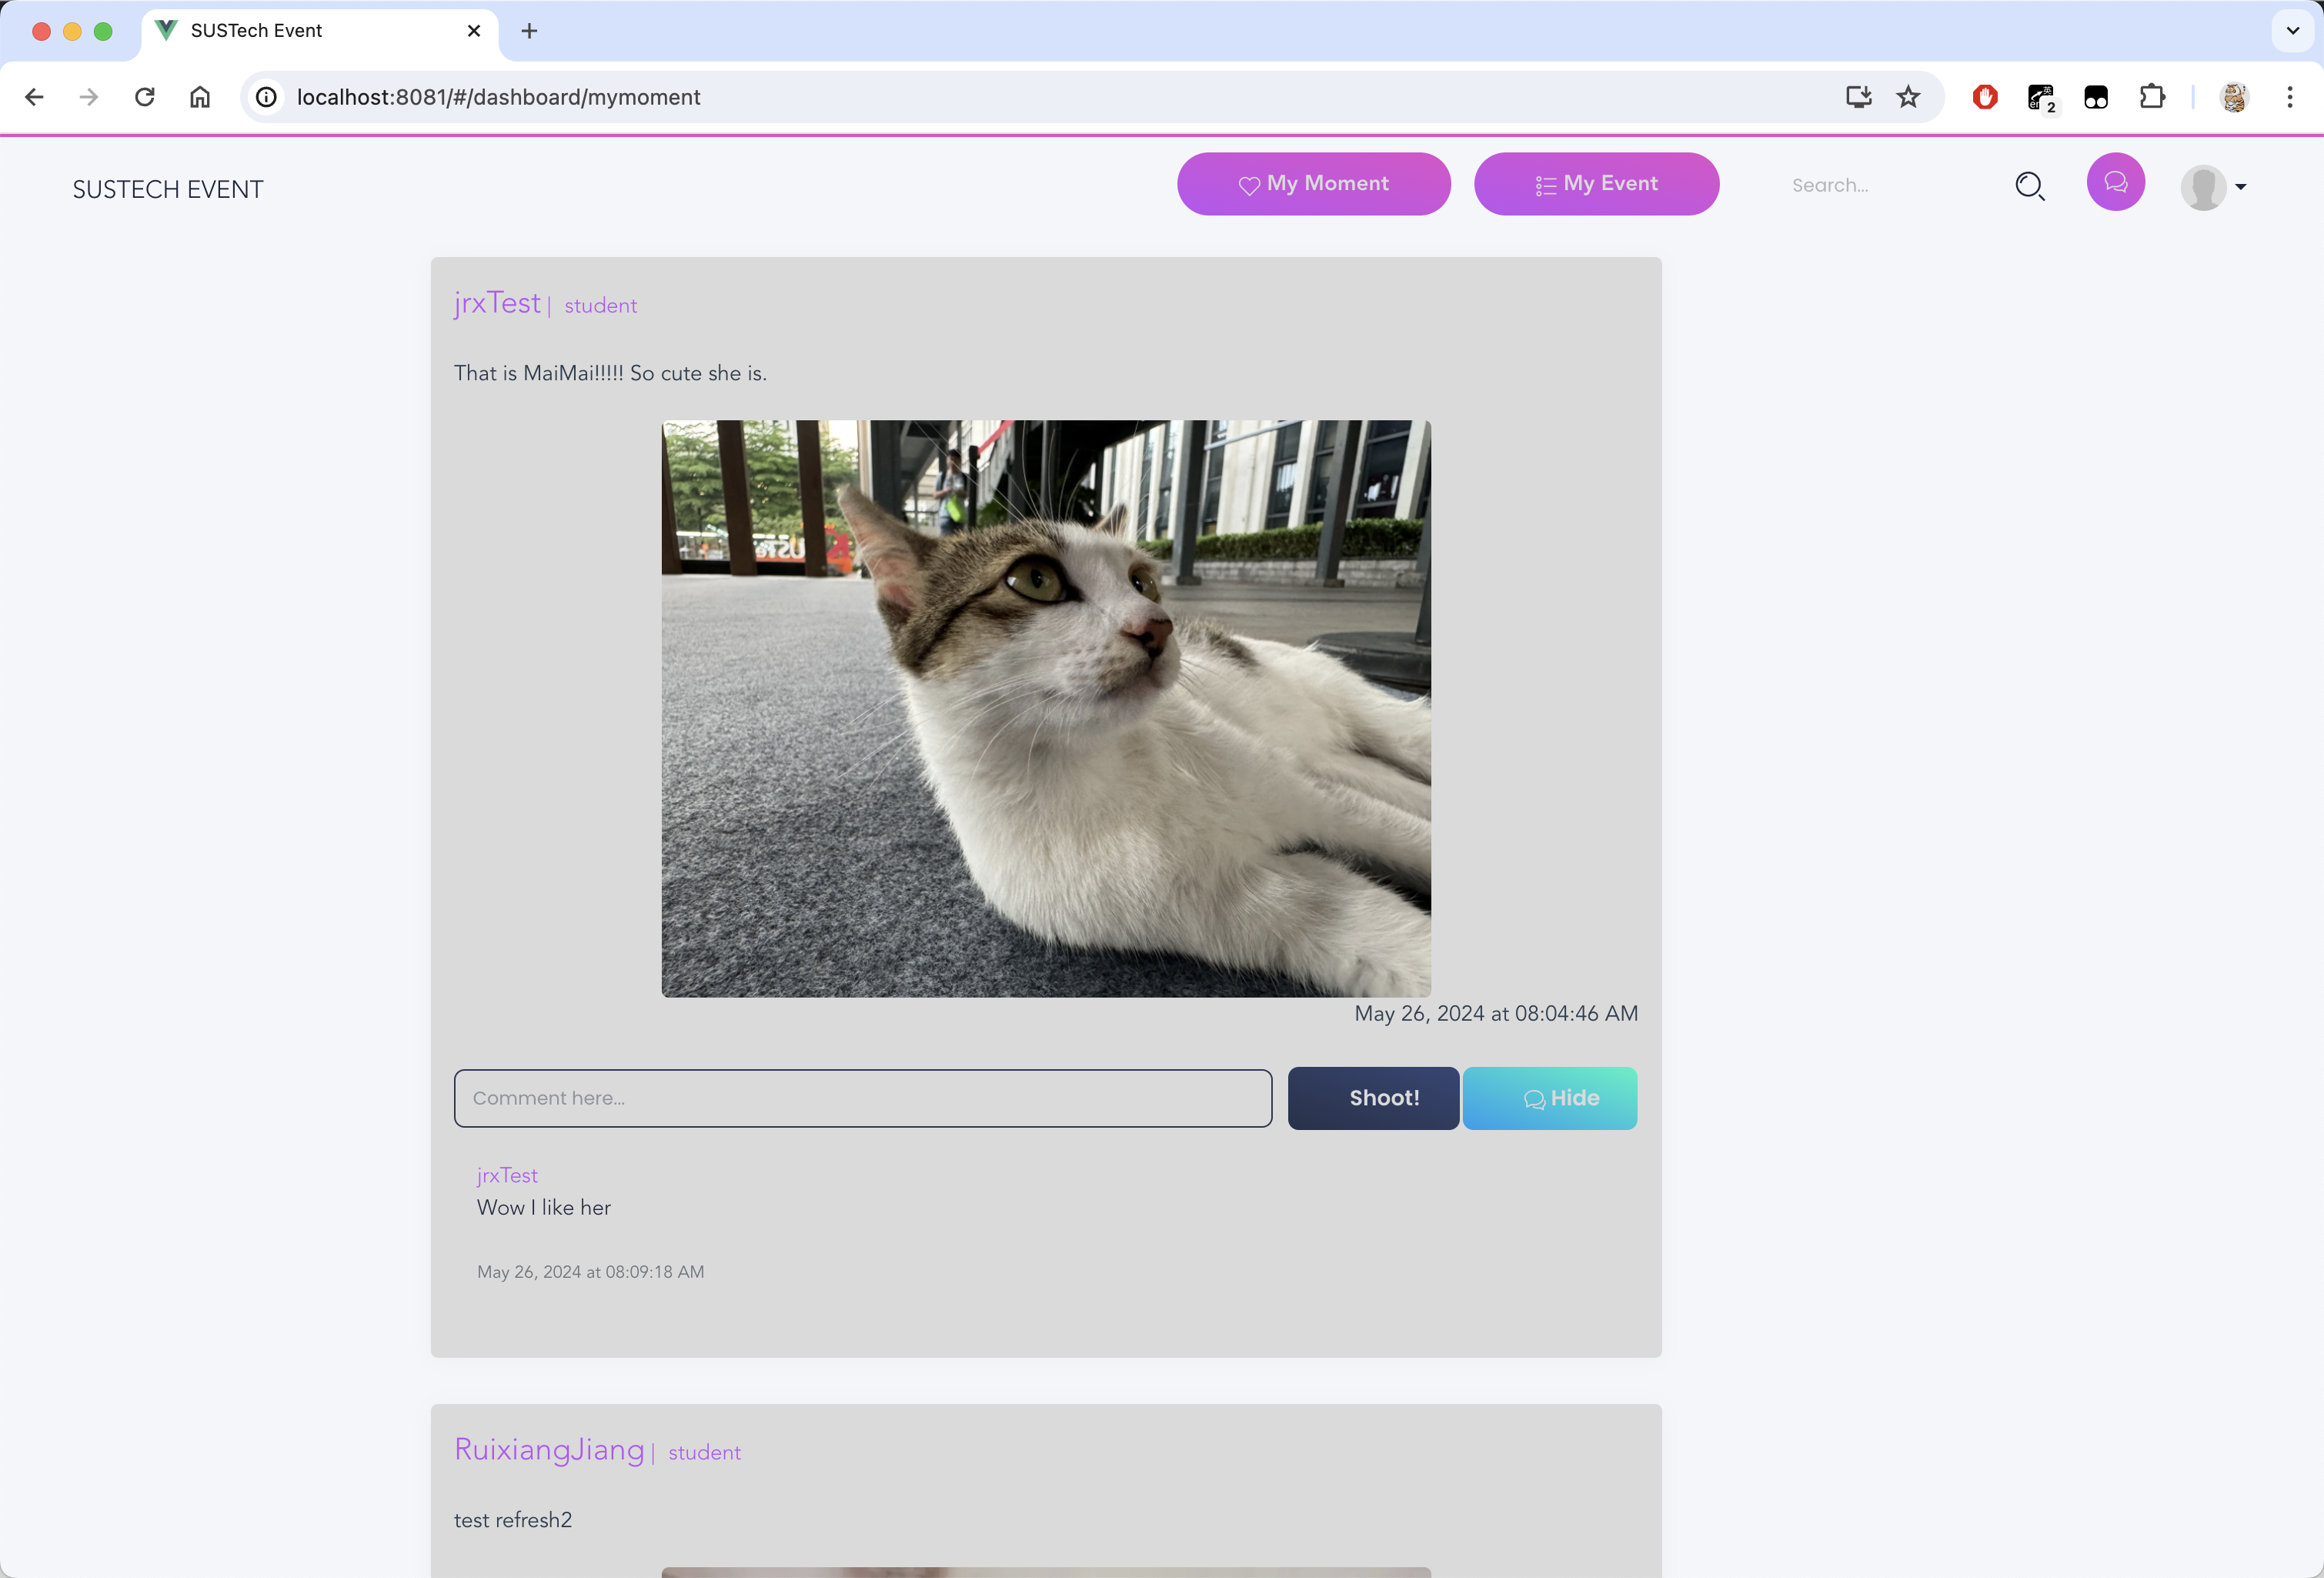 SUSTech Event
localhost:8081/#/dashboard/mymoment
2
SUSTECH EVENT
My Moment
My Event
Search...
jrxTest | student
That is MaiMai!!!!! So cute she is.
May 26, 2024 at 08:04:46 AM
Comment here...
Shoot!
Hide
jrxTest
Wow I like her
May 26, 2024 at 08:09:18 AM
RuixiangJiang | student
test refresh2